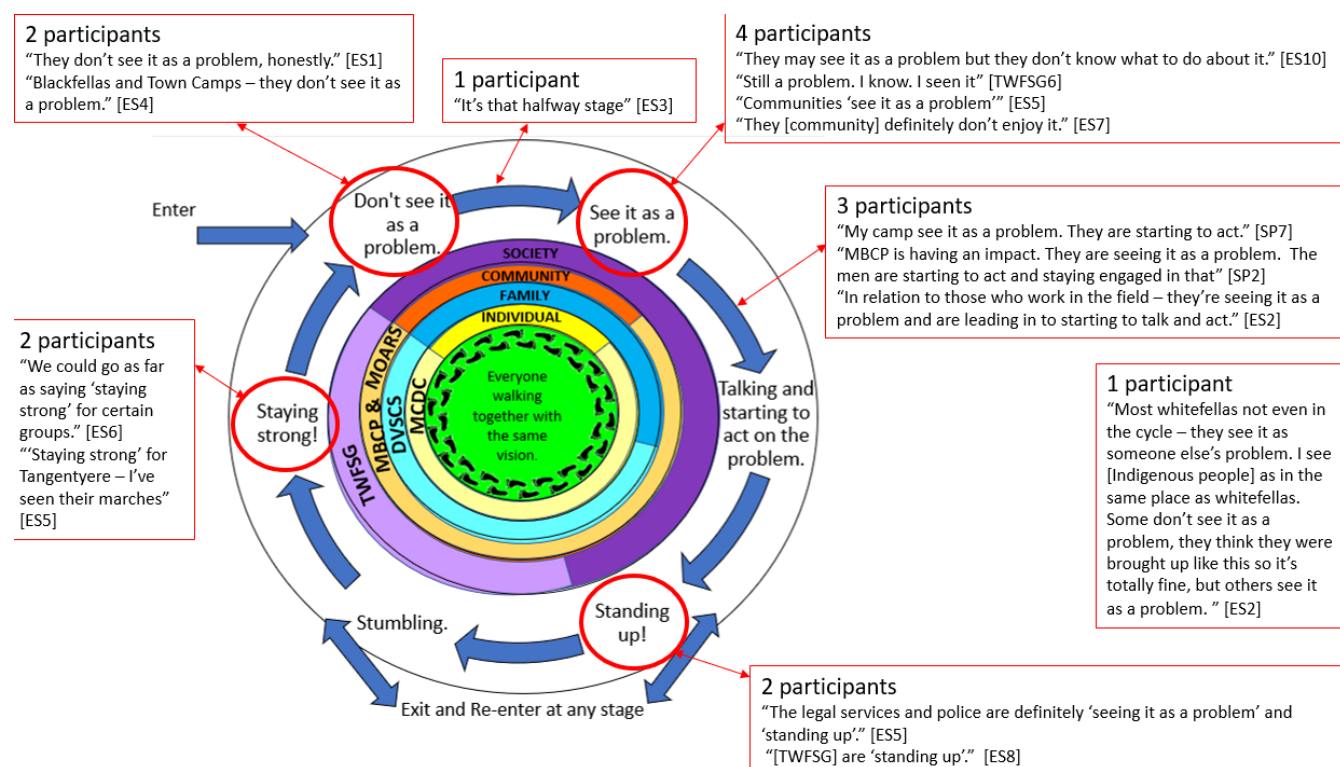 2 participants
“They don’t see it as a problem, honestly.” [ES1]
“Blackfellas and Town Camps – they don’t see it as
a problem.” [ES4]
1 participant
“It’s that halfway stage” [ES3]
4 participants
“They may see it as a problem but they don’t know what to do about it.” [ES10]
“Still a problem. I know. I seen it” [TWFSG6]
“Communities ‘see it as a problem’” [ES5]
“They [community] definitely don’t enjoy it.” [ES7]
Enter
Don't see it
as a
problem.
See it as a
problem.
3 participants
“My camp see it as a problem. They are starting to act.” [SP7]
“MBCP is having an impact. They are seeing it as a problem.  The
men are starting to act and staying engaged in that” [SP2]
“In relation to those who work in the field – they’re seeing it as a
problem and are leading in to starting to talk and act.” [ES2]
SOCIETY
COMMUNITY
FAMILY
INDIVIDUAL
TWFSG
MBCP & MOARS
DVSCS
MCDC
Everyone
walking
together with
the same
vision.
2 participants
“We could go as far
as saying ‘staying
strong’ for certain
groups.” [ES6]
“‘Staying strong’ for
Tangentyere – I’ve
seen their marches”
[ES5]
Staying
strong!
Talking and
starting to
act on the
problem.
1 participant
“Most whitefellas not even in
the cycle – they see it as
someone else’s problem. I see
[Indigenous people] as in the
same place as whitefellas.
Some don’t see it as a
problem, they think they were
brought up like this so it’s
totally fine, but others see it
as a problem. ” [ES2]
Stumbling.
Standing
up!
Exit and Re-enter at any stage
2 participants
“The legal services and police are definitely ‘seeing it as a problem’ and
‘standing up’.” [ES5]
“[TWFSG] are ‘standing up’.”  [ES8]